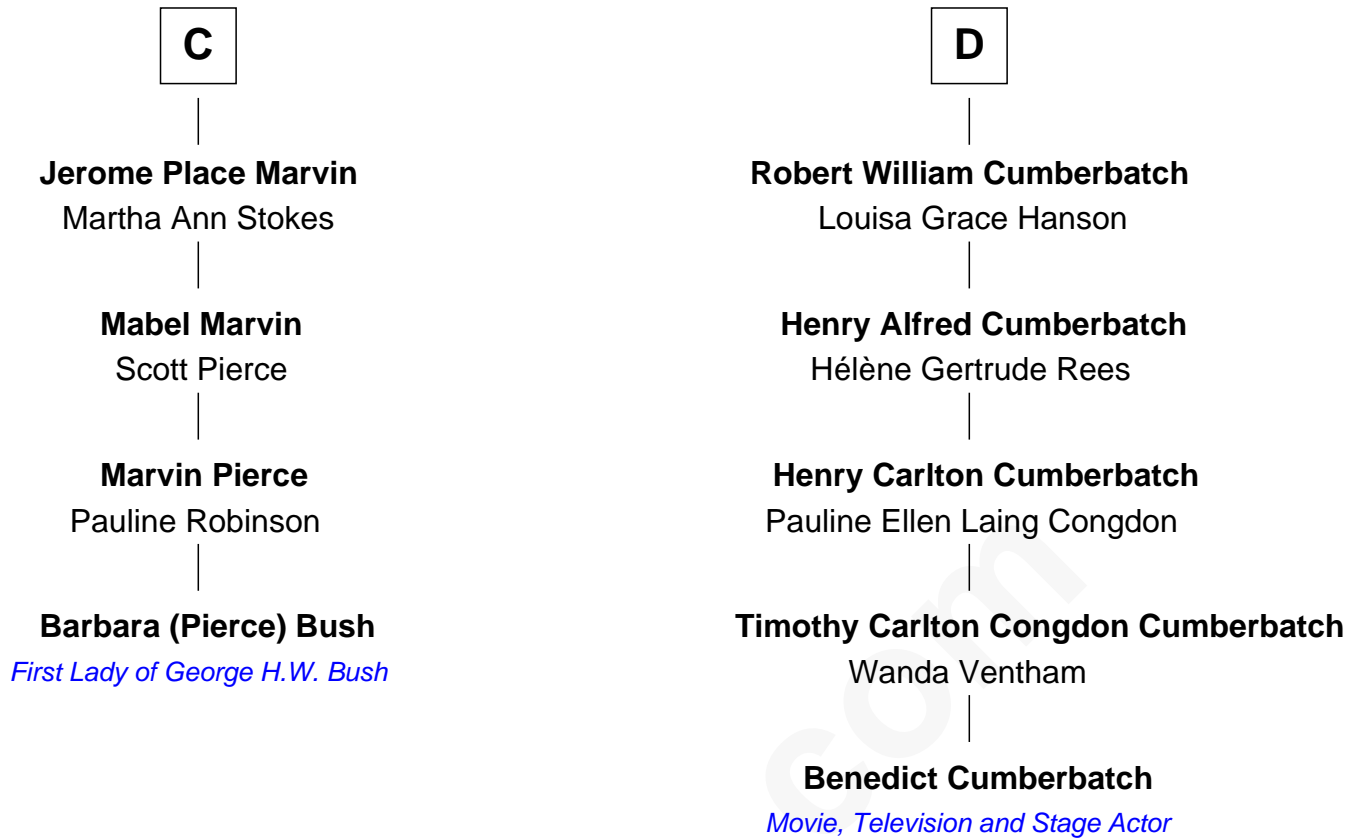 C
Jerome Place Marvin
Martha Ann Stokes
Mabel Marvin
Scott Pierce
Marvin Pierce
Pauline Robinson
Barbara (Pierce) Bush
First Lady of George H.W. Bush
D
Robert William Cumberbatch
Louisa Grace Hanson
Henry Alfred Cumberbatch
Hélène Gertrude Rees
Henry Carlton Cumberbatch
Pauline Ellen Laing Congdon
Timothy Carlton Congdon Cumberbatch
Wanda Ventham
Benedict Cumberbatch
Movie, Television and Stage Actor
com